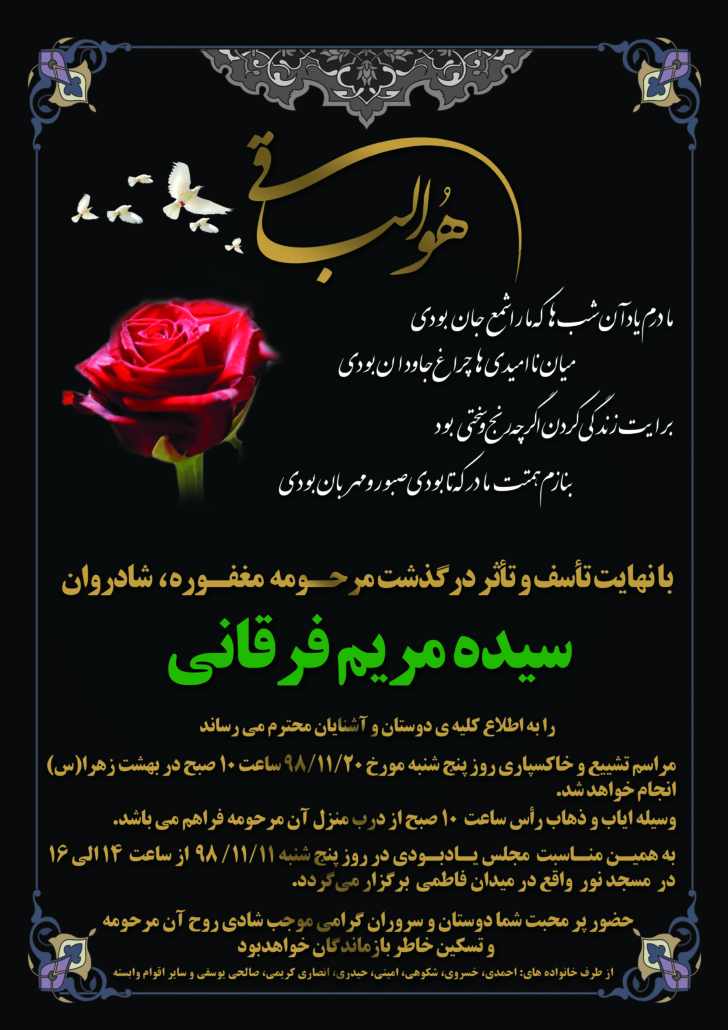 هوالباقی
مادرم یاد آن شب ها که ما را شمع جان بودی
میان ناامیدی ها چراغ جاودان بودی
برایت زندگی کردن اگرچه رنج و سختی بود
بنازم همتت مادر که تا بودی صبور و مهربان بودی
با نهایت تأسف و تأثر درگذشت مرحومه مغفوره، شادروان
سیده مریم فرقانی
را به اطلاع کلیه ی دوستان و آشنایان محترم می رساند
مراسم تشییع و خاکسپاری روز پنج شنبه مورخ ۹۸/۱۱/۲۰ ساعت ۱۰ صبح در بهشت زهرا(س)
انجام خواهد شد.
وسیله ایاب و ذهاب رأس ساعت ۱۰ صبح از درب منزل آن مرحومه فراهم می باشد.
به همین مناسبت مجلس یادبودی در روز پنج شنبه ۹۸/۱۱/۱۱ از ساعت ۱۴ الی ۱۶
در مسجد نور واقع در میدان فاطمی برگزار می گردد.
حضور پر محبت شما دوستان و سروران گرامی موجب شادی روح آن مرحومه
و تسکین خاطر بازماندگان خواهدبود
از طرف خانواده های: احمدی، خسروی، شکوهی، امینی، حیدری، انصاری کریمی، صالحی یوسفی و سایر اقوام وابسته